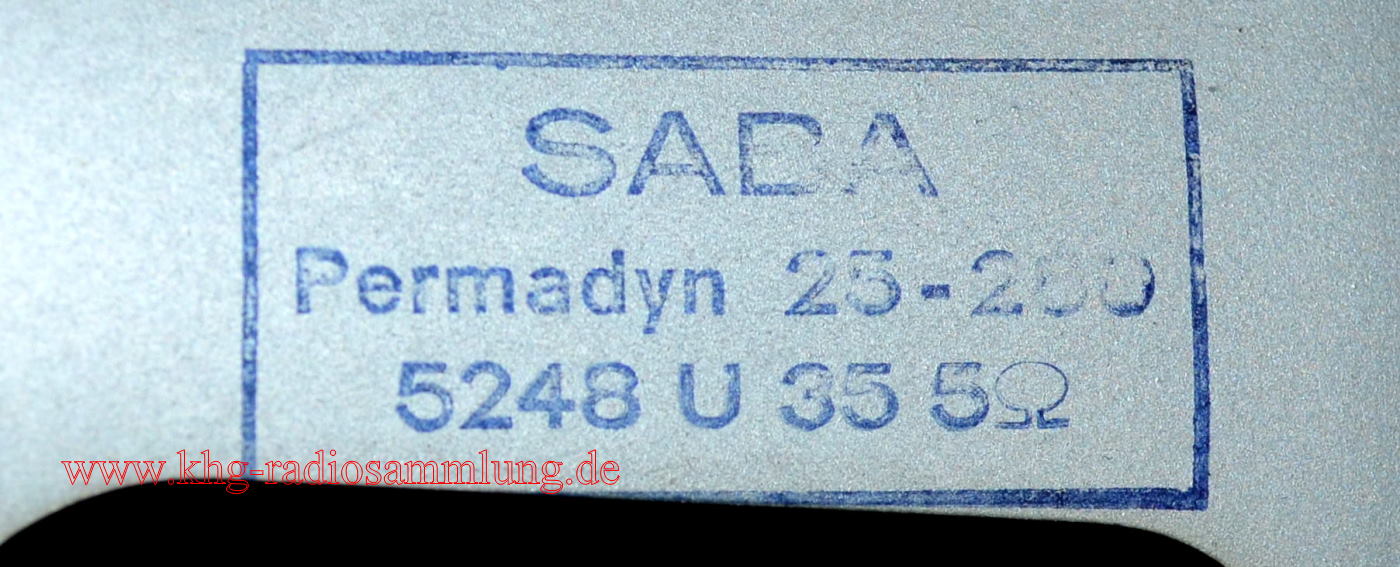 SABA
Permadyn 25-200
5248 U 35 5Ω
www.khg-radiosammlung.de